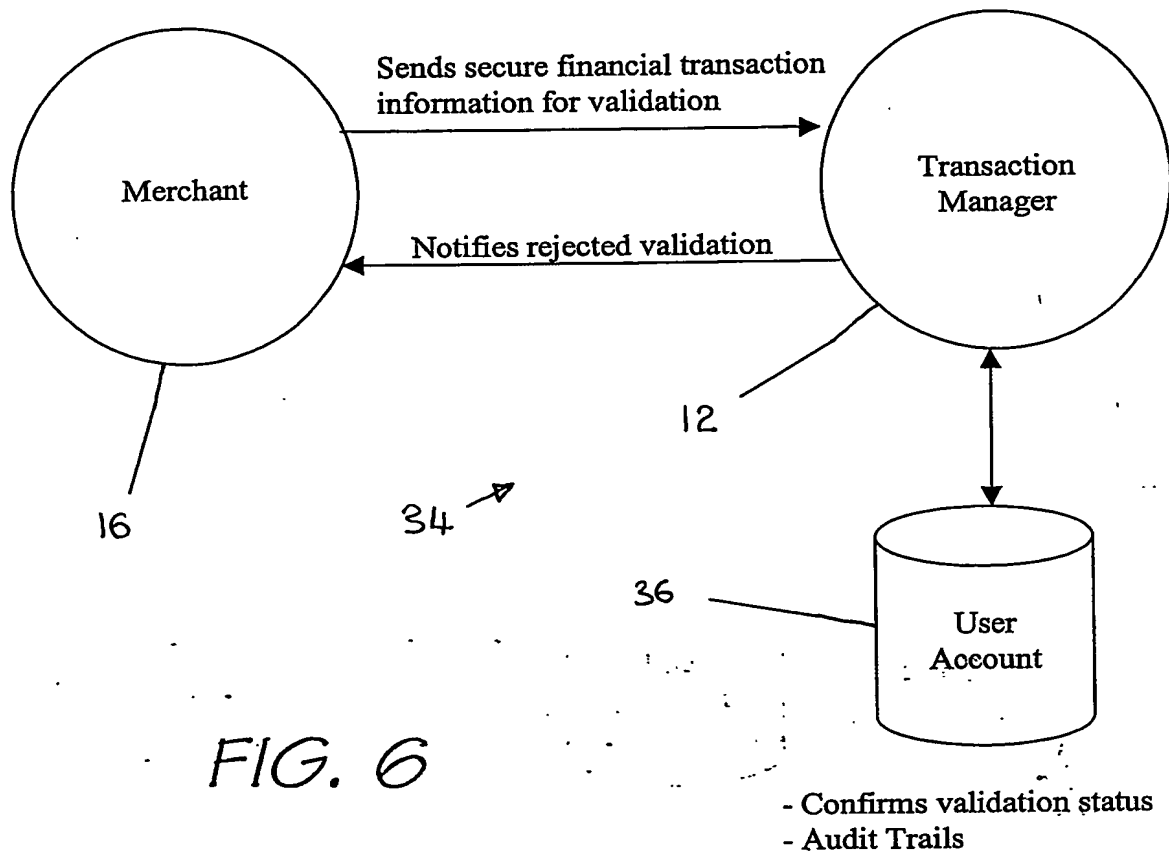 Sends secure financial transaction
information for validation
Merchant
Transaction
Manager
Notifies rejected validation
12
16
34
36
User
Account
FIG. 6
- Confirms validation status
- Audit Trails